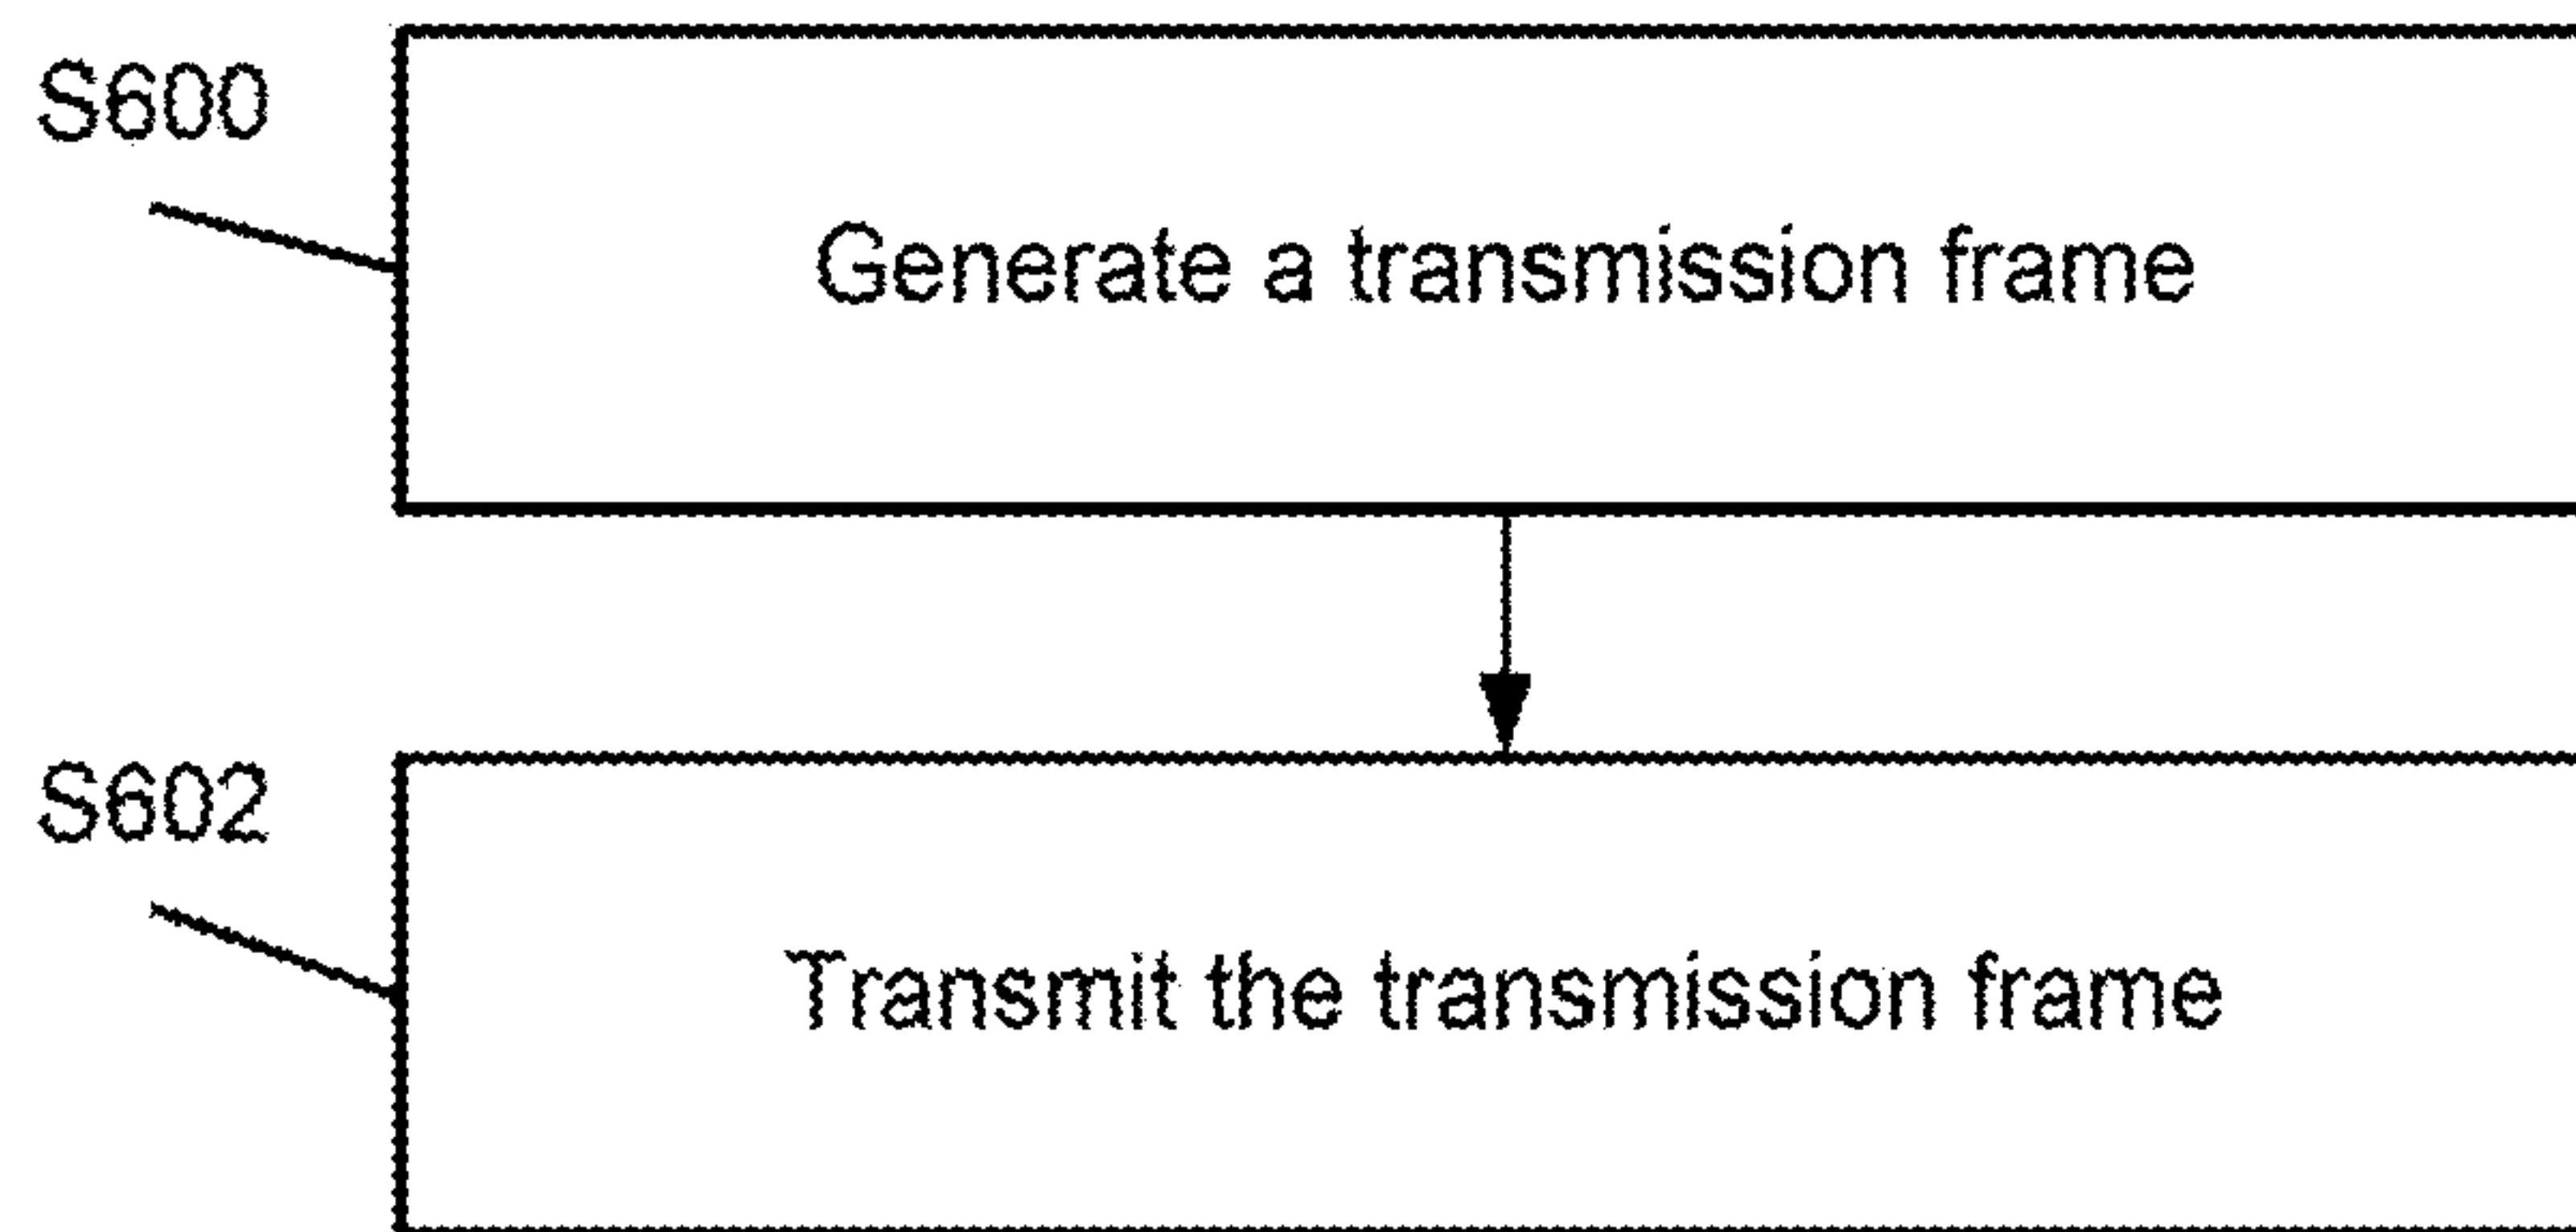 S600
Generate a transmission frame
S602
Transmit the transmission frame